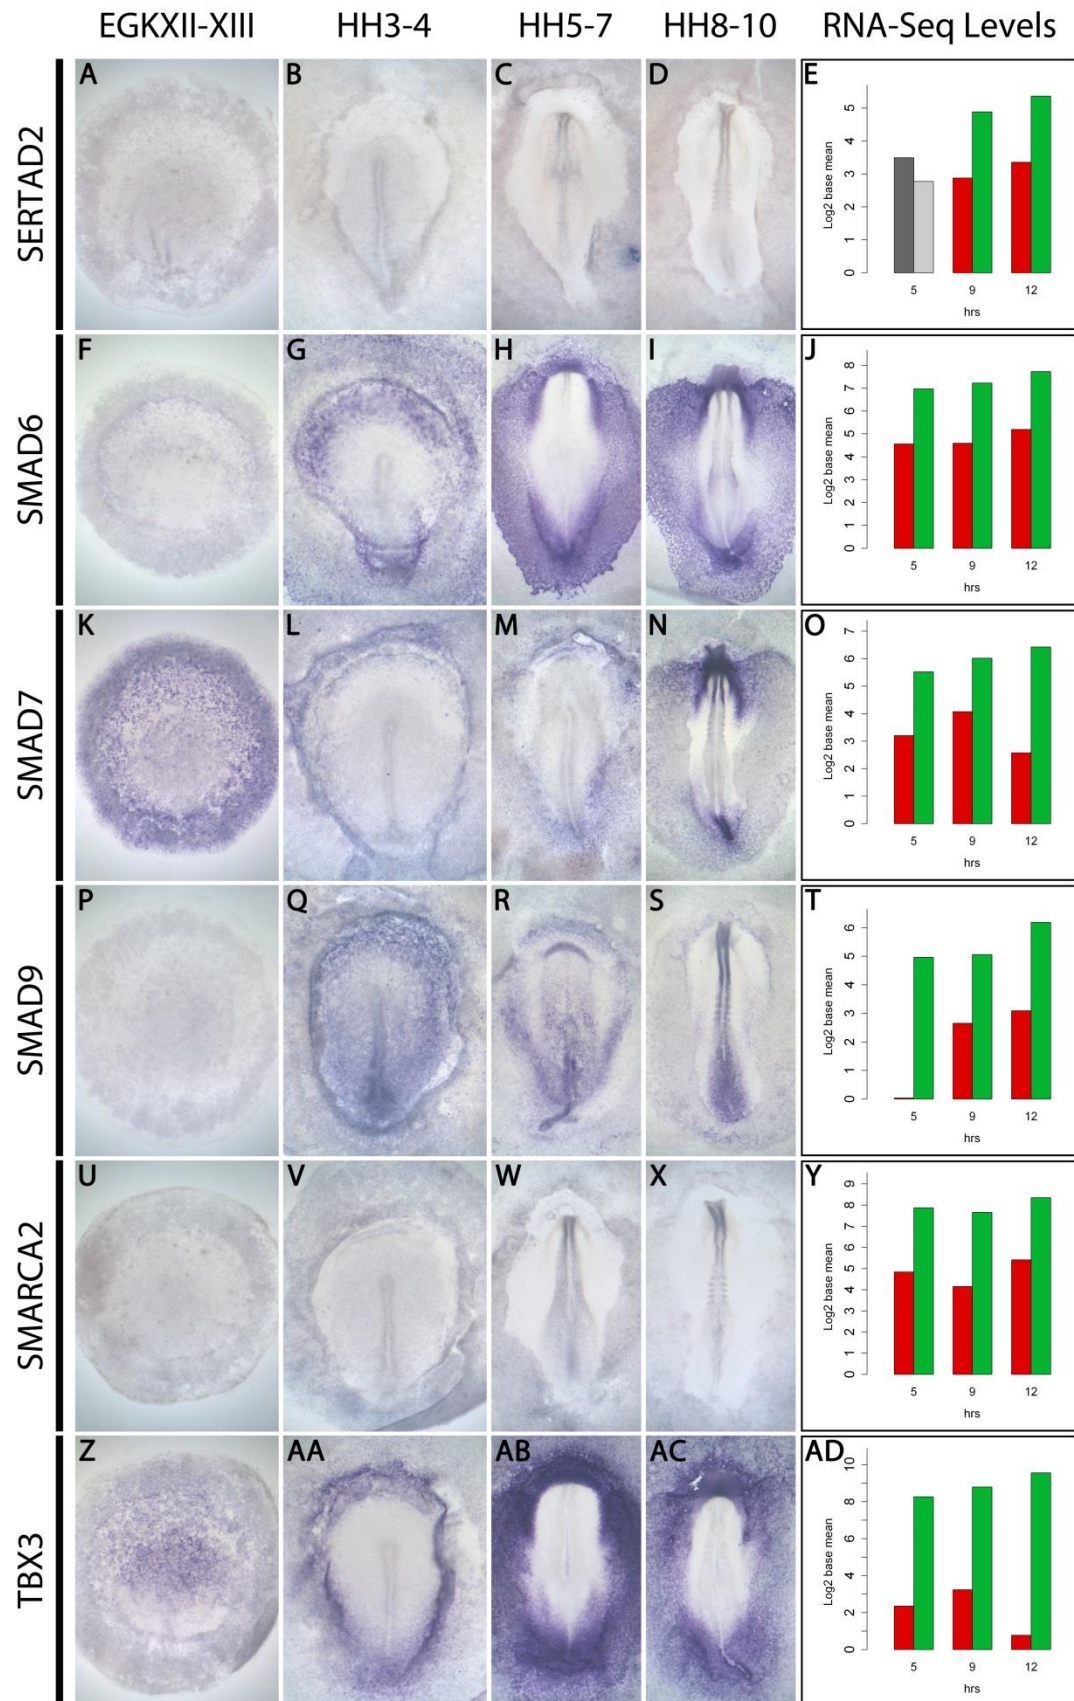 EGKXII-XIII HH3-4 HH5-7 HH8-10 RNA-Seq Levels
SERTAD2
A B C D E
Log2 base mean
5
4
3
2
1
0
5 9 12
hrs
SMAD6
F G H I J
Log2 base mean
8
7
6
5
4
3
2
1
0
5 9 12
hrs
SMAD7
K L M N O
Log2 base mean
7
6
5
4
3
2
1
0
5 9 12
hrs
SMAD9
P Q R S T
Log2 base mean
6
5
4
3
2
1
0
5 9 12
hrs
SMARCA2
U V W X Y
Log2 base mean
9
8
7
6
5
4
3
2
1
0
5 9 12
hrs
TBX3
Z AA AB AC AD
Log2 base mean
10
8
6
4
2
0
5 9 12
hrs